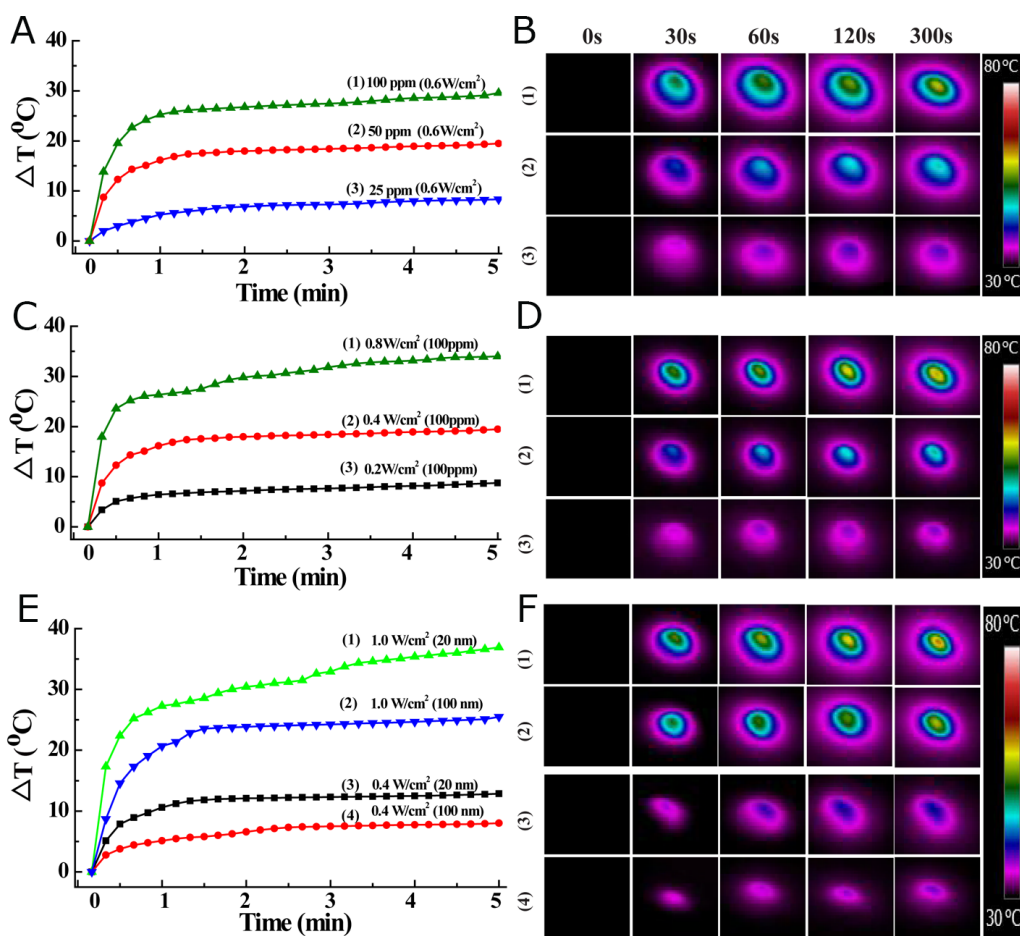 A
40
30
20
10
0
△T (⁰C)
(1) 100 ppm (0.6W/cm²)
(2) 50 ppm (0.6W/cm²)
(3) 25 ppm (0.6W/cm²)
0 1 2 3 4 5
Time (min)
B
0s 30s 60s 120s 300s
(1)
(2)
(3)
80 ºC
30 ºC
C
40
30
20
10
0
△T (⁰C)
(1) 0.8W/cm² (100ppm)
(2) 0.4 W/cm² (100ppm)
(3) 0.2W/cm² (100ppm)
0 1 2 3 4 5
Time (min)
D
(1)
(2)
(3)
80ºC
30 ºC
E
40
30
20
10
0
△T (⁰C)
(1) 1.0 W/cm² (20 nm)
(2) 1.0 W/cm² (100 nm)
(3) 0.4 W/cm² (20 nm)
(4) 0.4 W/cm² (100 nm)
0 1 2 3 4 5
Time (min)
F
(1)
(2)
(3)
(4)
80ºC
30ºC